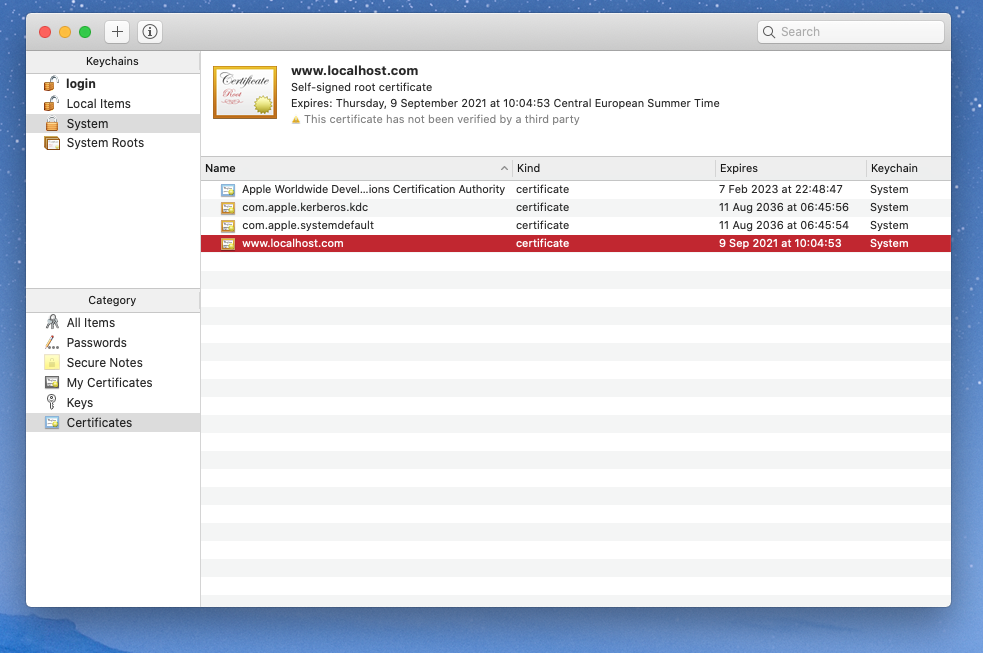 Search
Keychains
login
Local Items
System
System Roots
Certificate
Root
www.localhost.com
Self-signed root certificate
Expires: Thursday, 9 September 2021 at 10:04:53 Central European Summer Time
This certificate has not been verified by a third party
Name Kind Expires Keychain
Apple Worldwide Devel...ions Certification Authority certificate 7 Feb 2023 at 22:48:47 System
com.apple.kerberos.kdc certificate 11 Aug 2036 at 06:45:56 System
com.apple.systemdefault certificate 11 Aug 2036 at 06:45:54 System
www.localhost.com certificate 9 Sep 2021 at 10:04:53 System
Category
All Items
Passwords
Secure Notes
My Certificates
Keys
Certificates